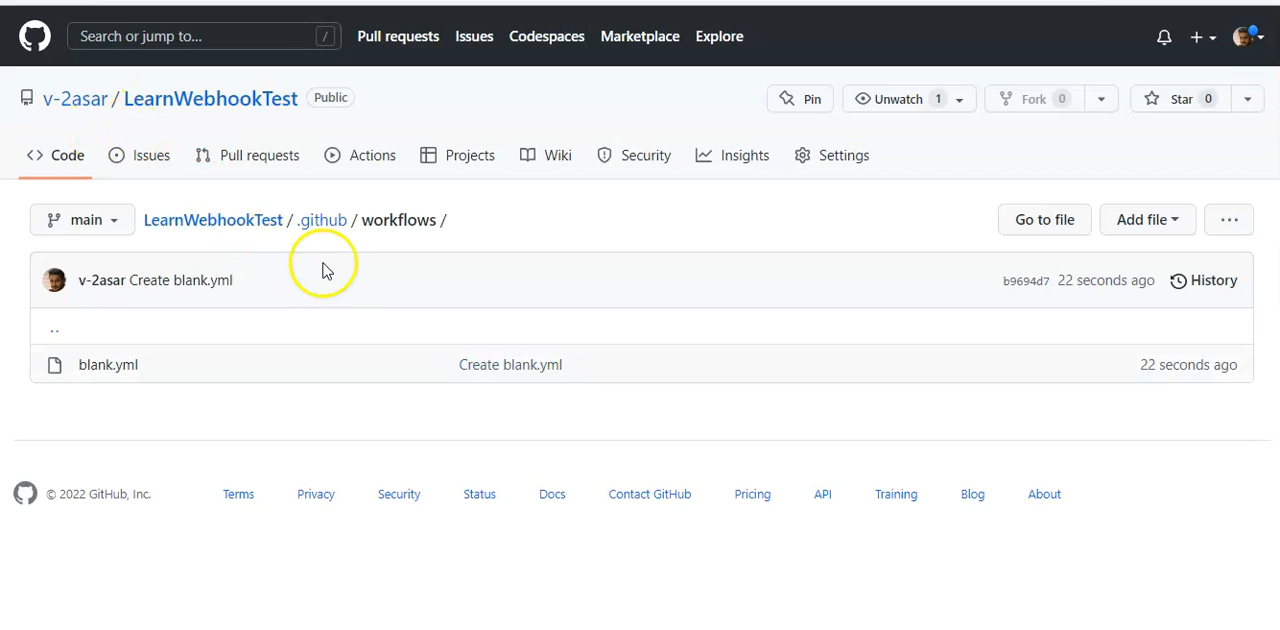 Search or jump to... / Pull requests Issues Codespaces Marketplace Explore
v-2asar / LearnWebhookTest Public Pin Unwatch 1 Fork 0 Star 0
Code Issues Pull requests Actions Projects Wiki Security Insights Settings
main LearnWebhookTest / .github / workflows / Go to file Add file ...
v-2asar Create blank.yml b9694d7 22 seconds ago History
..
blank.yml Create blank.yml 22 seconds ago
© 2022 GitHub, Inc. Terms Privacy Security Status Docs Contact GitHub Pricing API Training Blog About